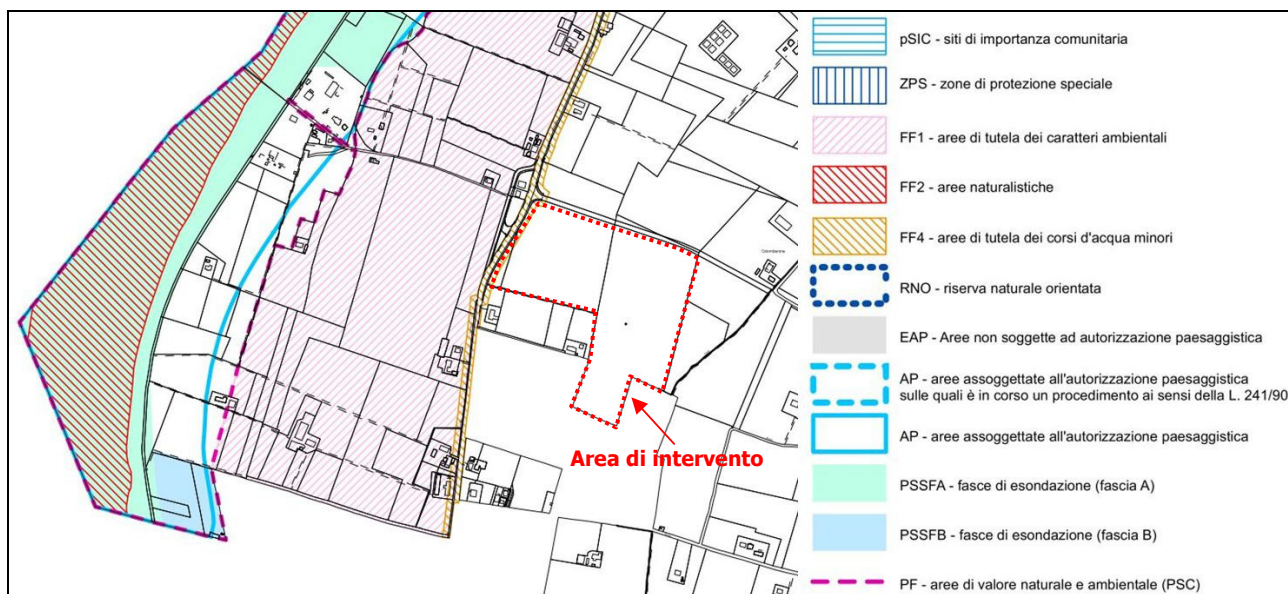 pSIC - siti di importanza comunitaria
ZPS - zone di protezione speciale
FF1 - aree di tutela dei caratteri ambientali
FF2 - aree naturalistiche
FF4 - aree di tutela dei corsi d'acqua minori
RNO - riserva naturale orientata
EAP - Aree non soggette ad autorizzazione paesaggistica
AP - aree assoggettate all'autorizzazione paesaggistica
sulle quali è in corso un procedimento ai sensi della L. 241/90
AP - aree assoggettate all'autorizzazione paesaggistica
PSSFA - fasce di esondazione (fascia A)
PSSFB - fasce di esondazione (fascia B)
PF - aree di valore naturale e ambientale (PSC)
Area di intervento